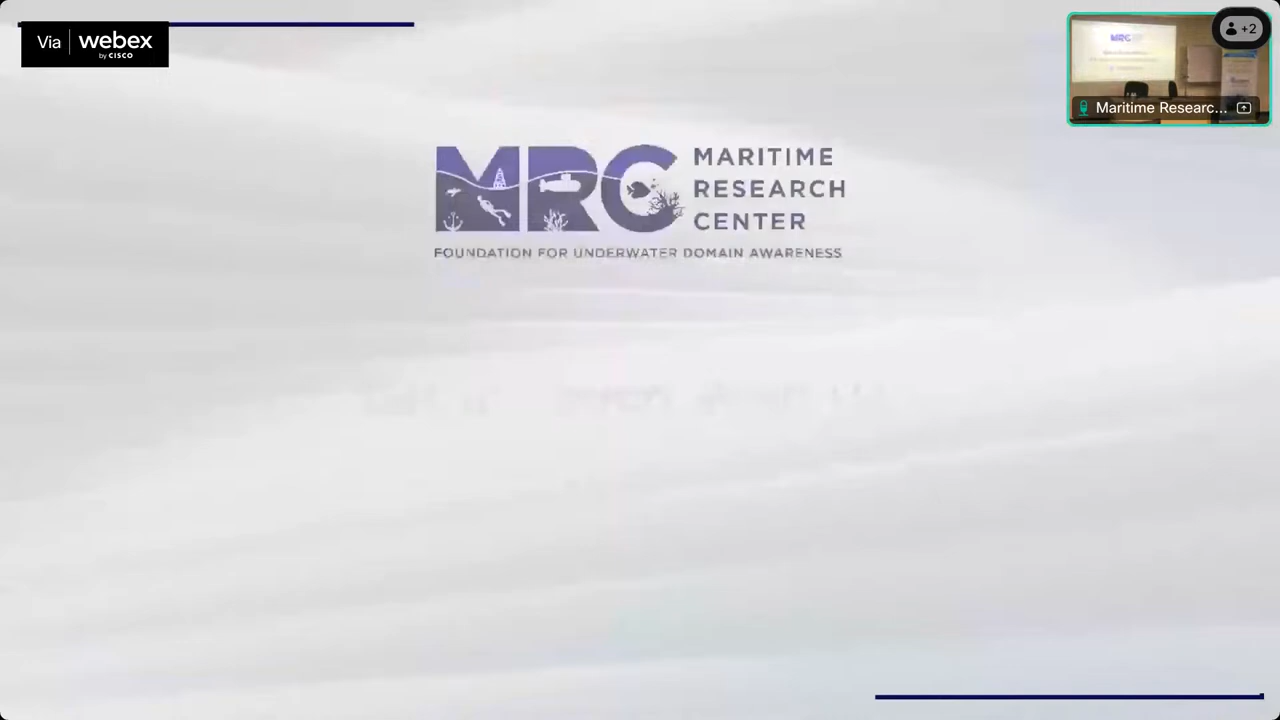 Via webex
by CISCO
+2
Maritime Researc...
MRC
MARITIME
RESEARCH
CENTER
FOUNDATION FOR UNDERWATER DOMAIN AWARENESS